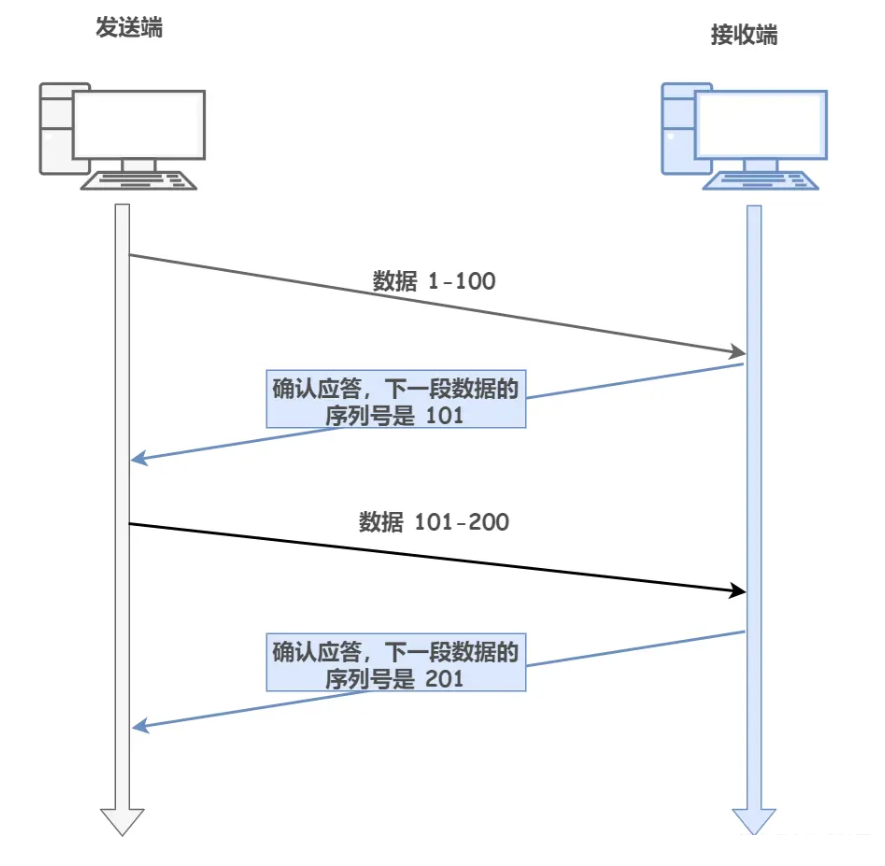 发送端
接收端
数据 1-100
确认应答，下一段数据的
序列号是 101
数据 101-200
确认应答，下一段数据的
序列号是 201